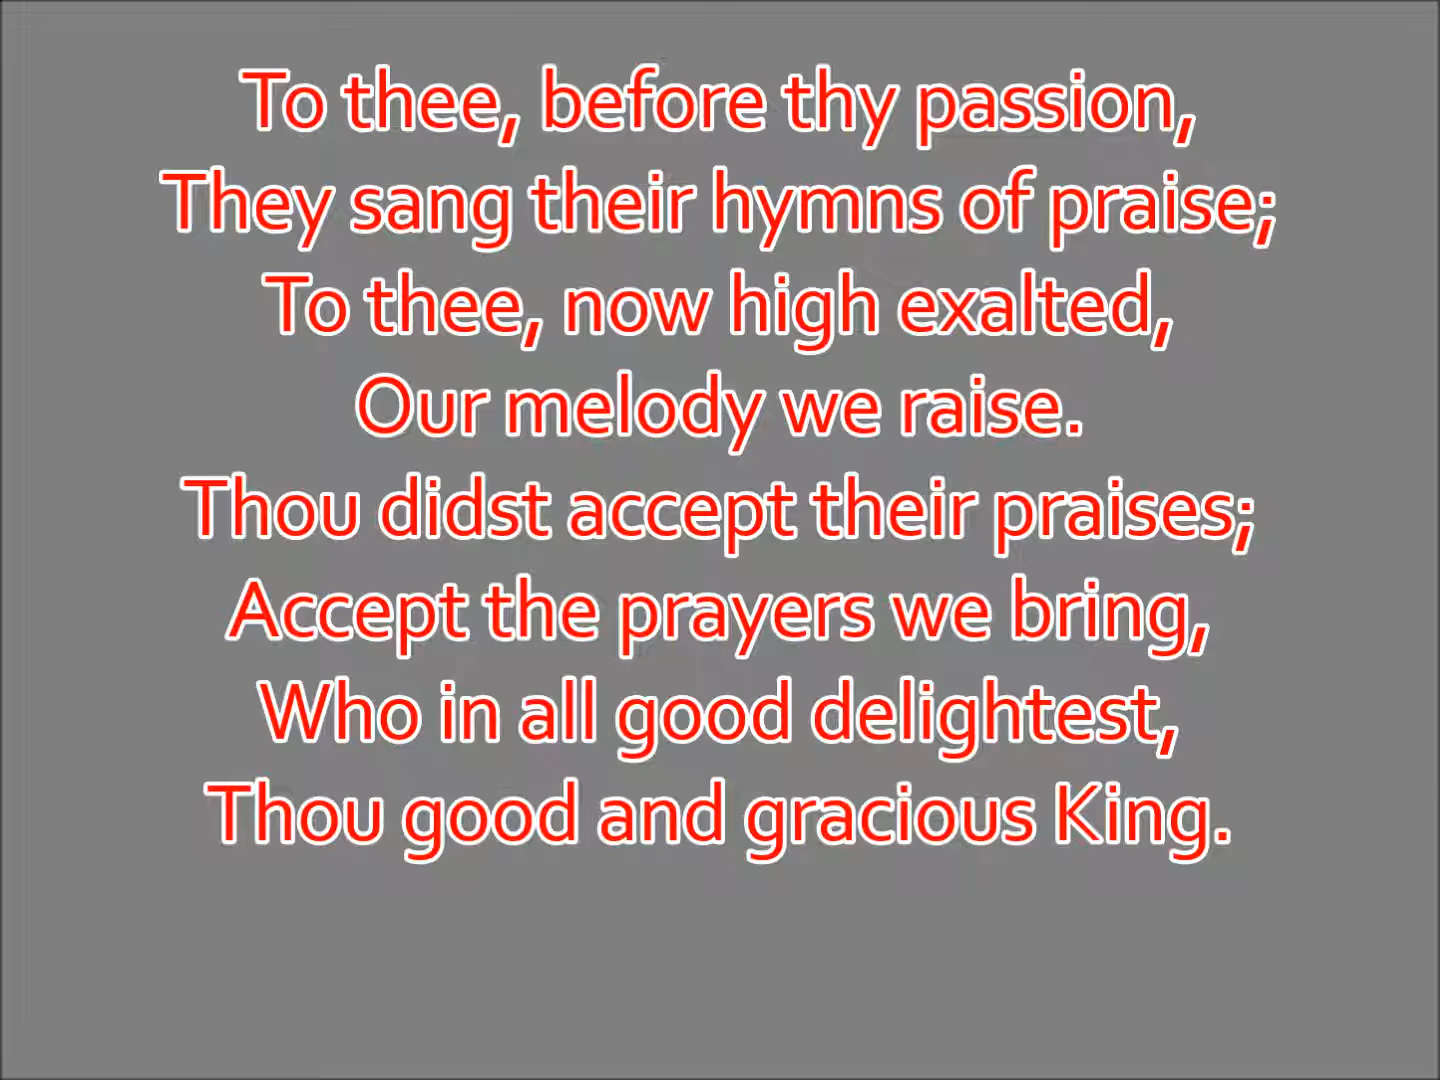 To thee, before thy passion,
They sang their hymns of praise;
To thee, now high exalted,
Our melody we raise.
Thou didst accept their praises;
Accept the prayers we bring,
Who in all good delightest,
Thou good and gracious King.